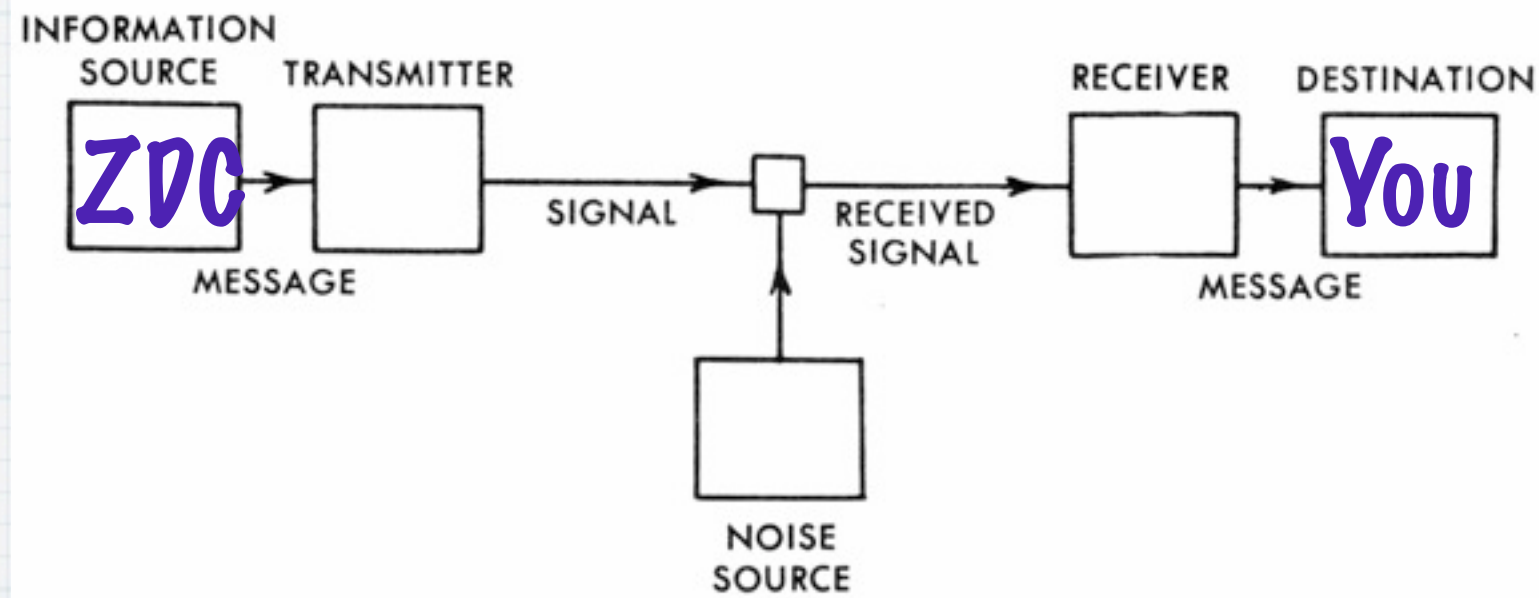 INFORMATION
SOURCE
TRANSMITTER
RECEIVER
DESTINATION
ZDC
You
SIGNAL
RECEIVED
SIGNAL
MESSAGE
MESSAGE
NOISE
SOURCE